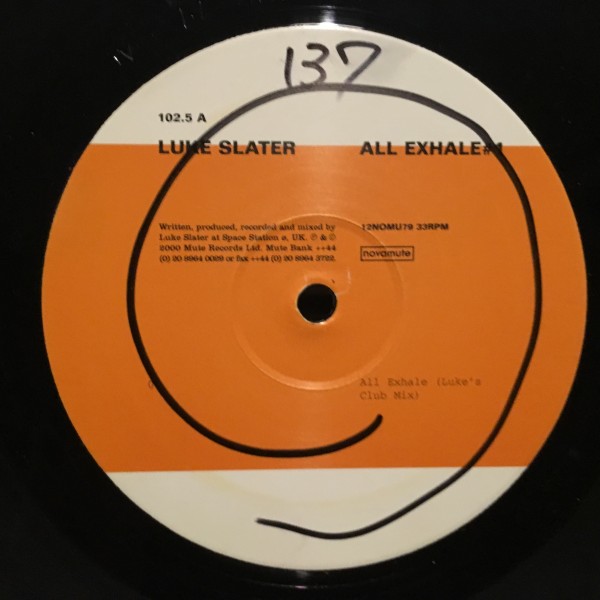 137
102.5 A
LUKE SLATER ALL EXHALE#1
Written, produced, recorded and mixed by
Luke Slater at Space Station ø, UK. ℗ & ©
2000 Mute Records Ltd. Mute Bank ++44
(0) 20 8964 0029 or fax ++44 (0) 20 8964 3722.
12NOMU79 33RPM
novamute
All Exhale (Luke's
Club Mix)